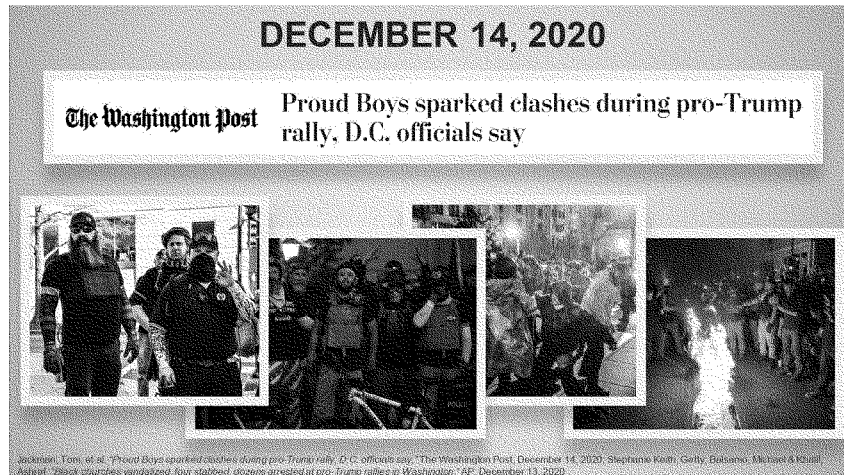 DECEMBER 14, 2020
The Washington Post
Proud Boys sparked clashes during pro-Trump
rally, D.C. officials say
Jackman, Tom, et al. "Proud Boys sparked clashes during pro-Trump rally, D.C. officials say," The Washington Post, December 14, 2020; Stephanie Keith, Getty; Balsamo, Michael & Khalil,
Ashraf. "Black churches vandalized, four stabbed, dozens arrested at pro-Trump rallies in Washington." AP, December 13, 2020